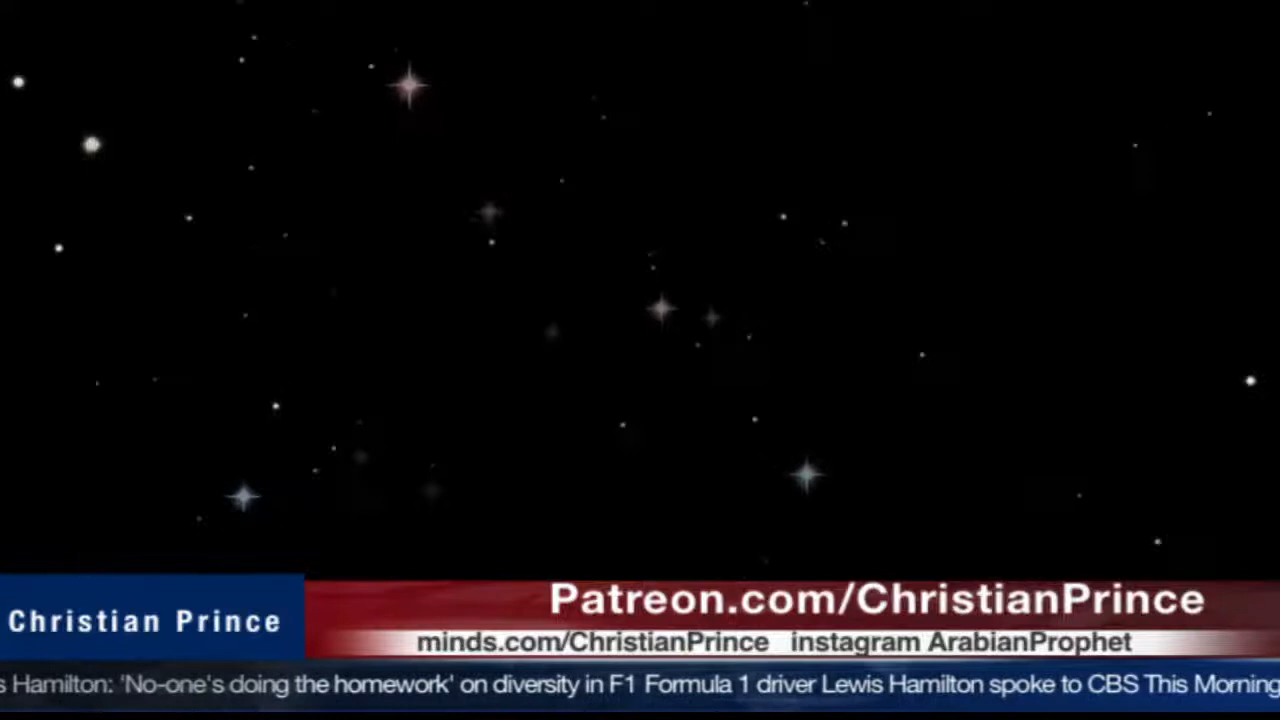 Patreon.com/ChristianPrince
Christian Prince
minds.com/ChristianPrince instagram ArabianProphet
s Hamilton: 'No-one's doing the homework' on diversity in F1 Formula 1 driver Lewis Hamilton spoke to CBS This Morning